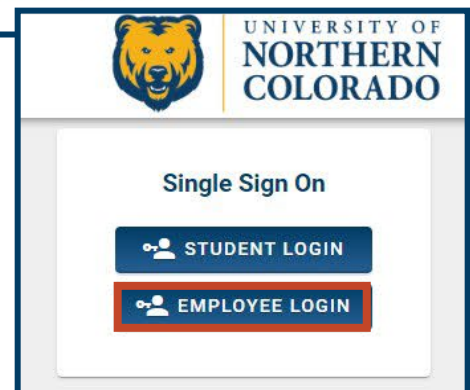 UNIVERSITY OF
NORTHERN
COLORADO
Single Sign On
STUDENT LOGIN
EMPLOYEE LOGIN